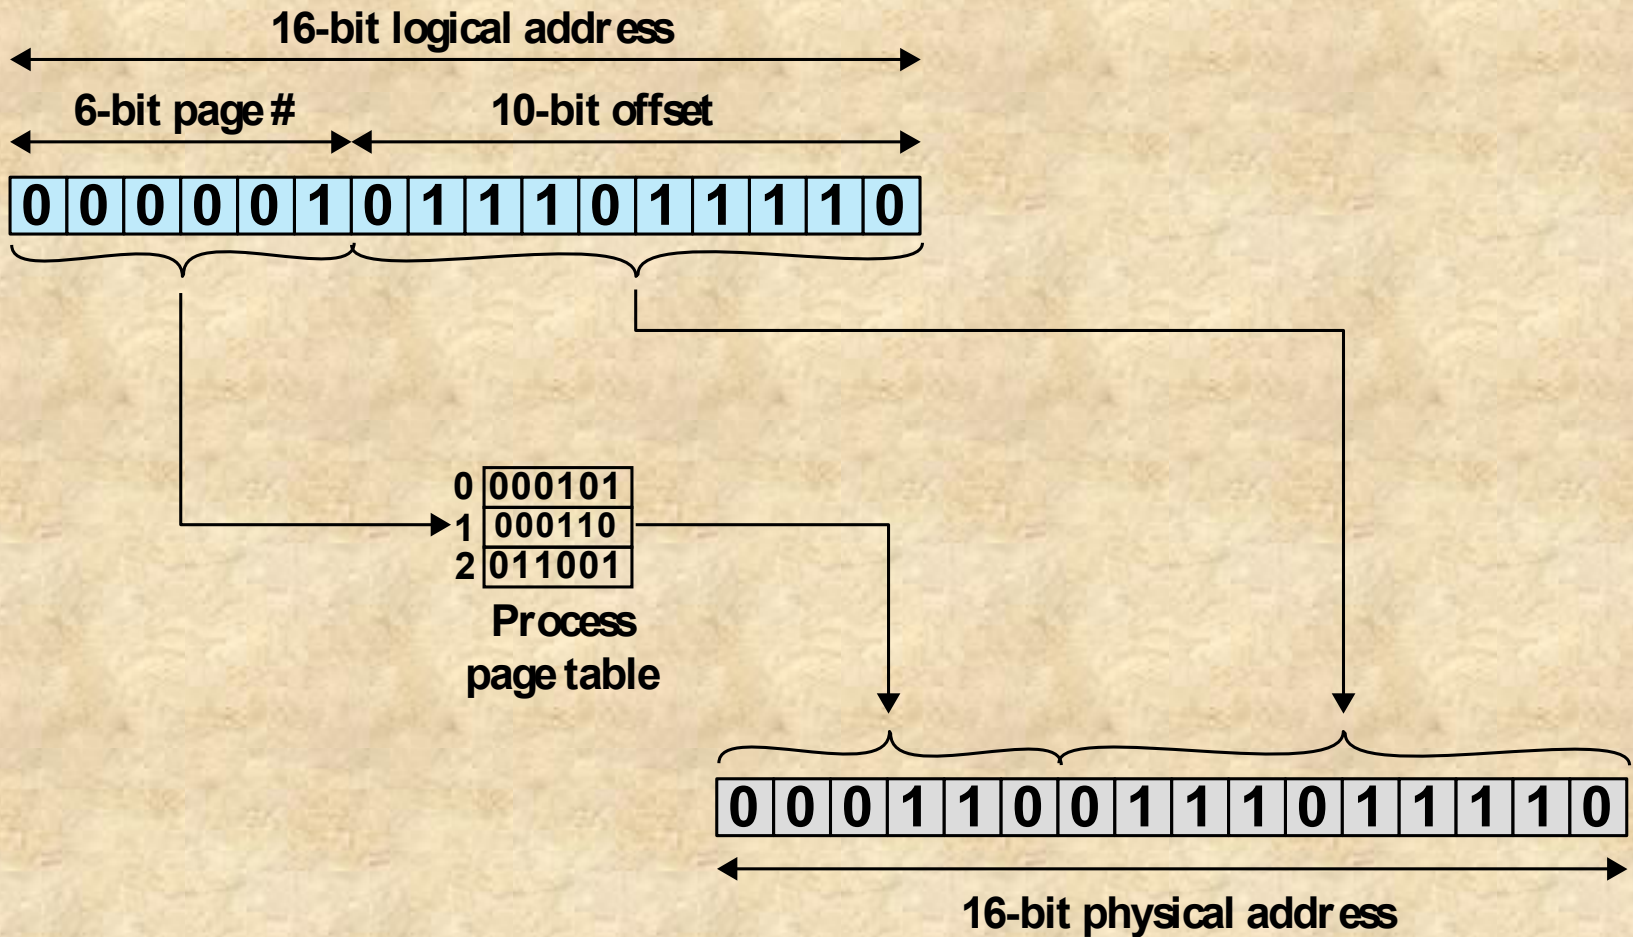 16-bit logical address
6-bit page # 10-bit offset
0 0 0 0 0 1 0 1 1 1 0 1 1 1 1 0
0 000101
1 000110
2 011001
Process
page table
0 0 0 1 1 0 0 1 1 1 0 1 1 1 1 0
16-bit physical address